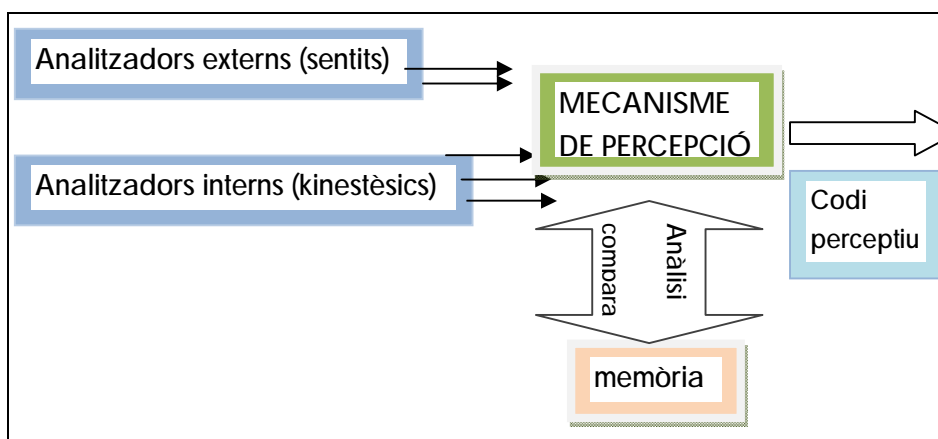 Analitzadors externs (sentits)
MECANISME
DE PERCEPCIÓ
Analitzadors interns (kinestèsics)
Codi
perceptiu
Anàlisi
compara
memòria